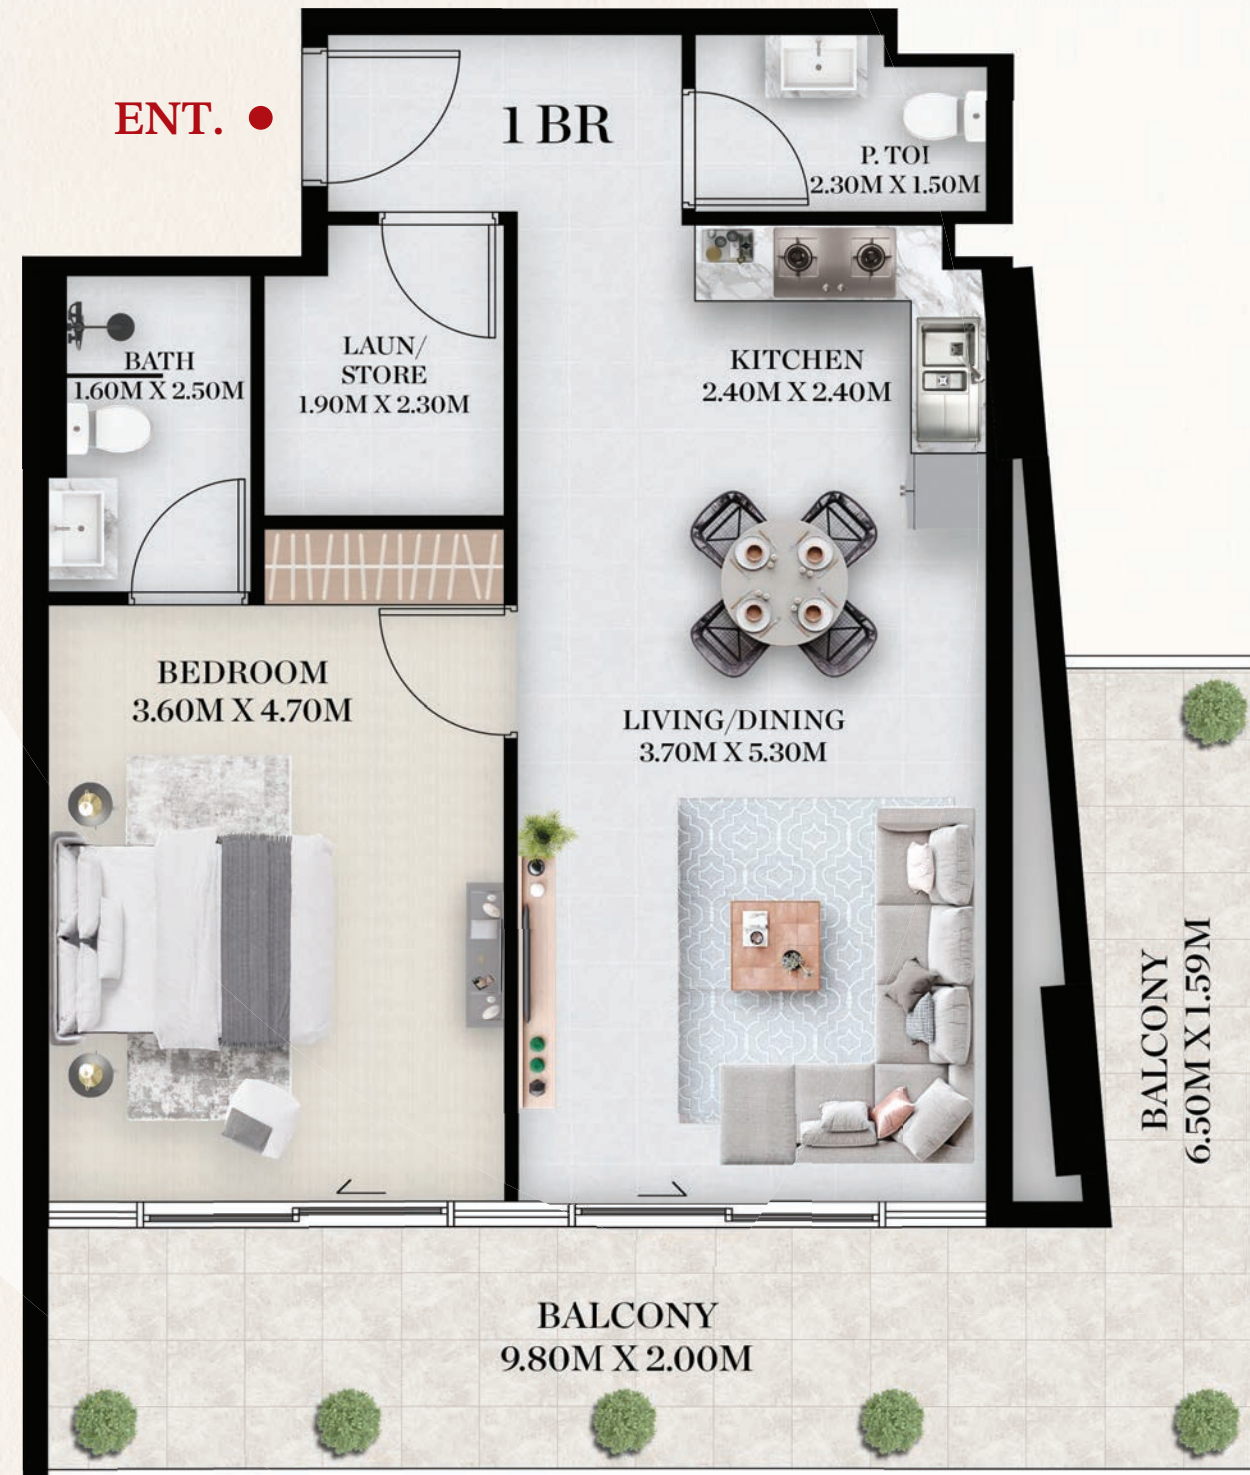 ENT.
1 BR
P. TOI
2.30M X 1.50M
BATH
1.60M X 2.50M
LAUN/
STORE
1.90M X 2.30M
KITCHEN
2.40M X 2.40M
BEDROOM
3.60M X 4.70M
LIVING/DINING
3.70M X 5.30M
BALCONY
6.50M X 1.59M
BALCONY
9.80M X 2.00M